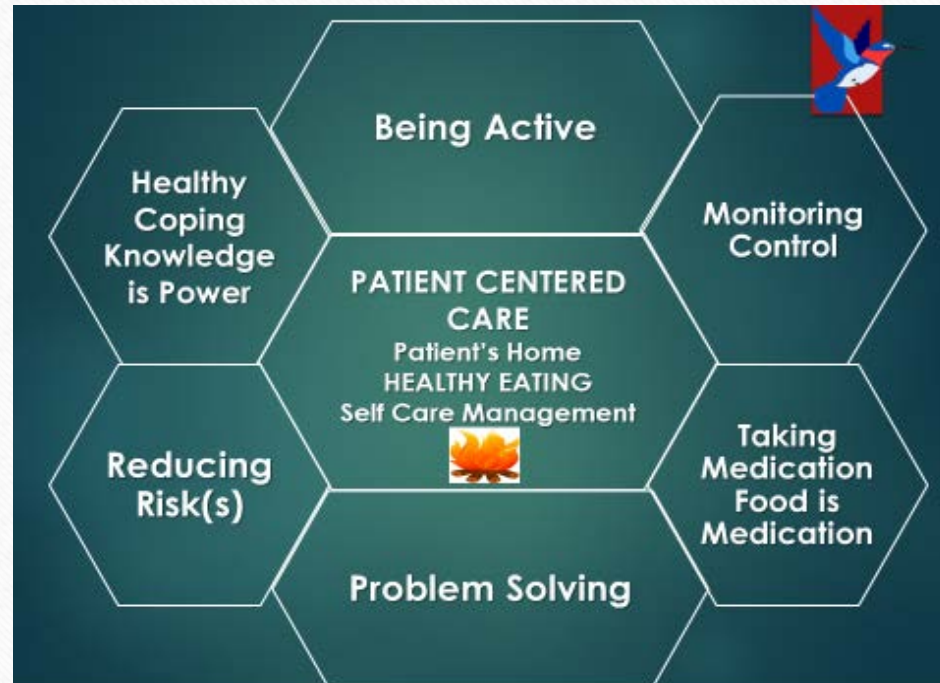 Being Active
Healthy
Coping
Knowledge
is Power
Monitoring
Control
PATIENT CENTERED
CARE
Patient's Home
HEALTHY EATING
Self Care Management
Reducing
Risk(s)
Taking
Medication
Food is
Medication
Problem Solving